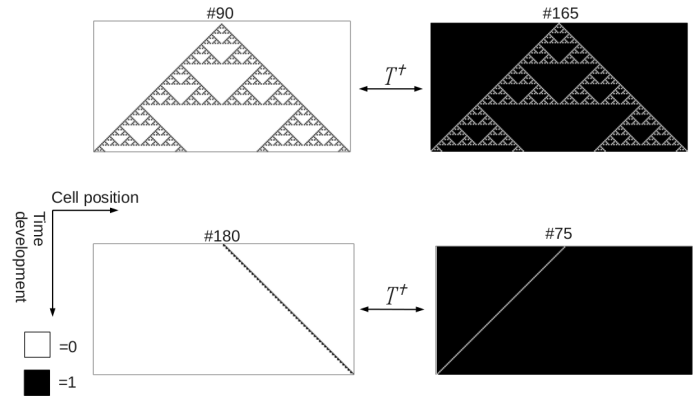 #90
#165
T†
Cell position
Time
development
#180
#75
T†
=0
=1